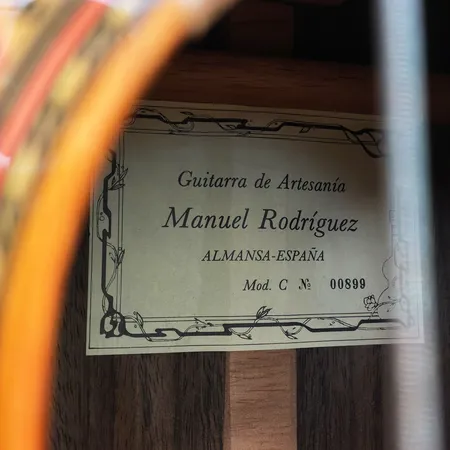 Guitarra de Artesanía
Manuel Rodríguez
ALMANSA-ESPAÑA
Mod. C № 00899